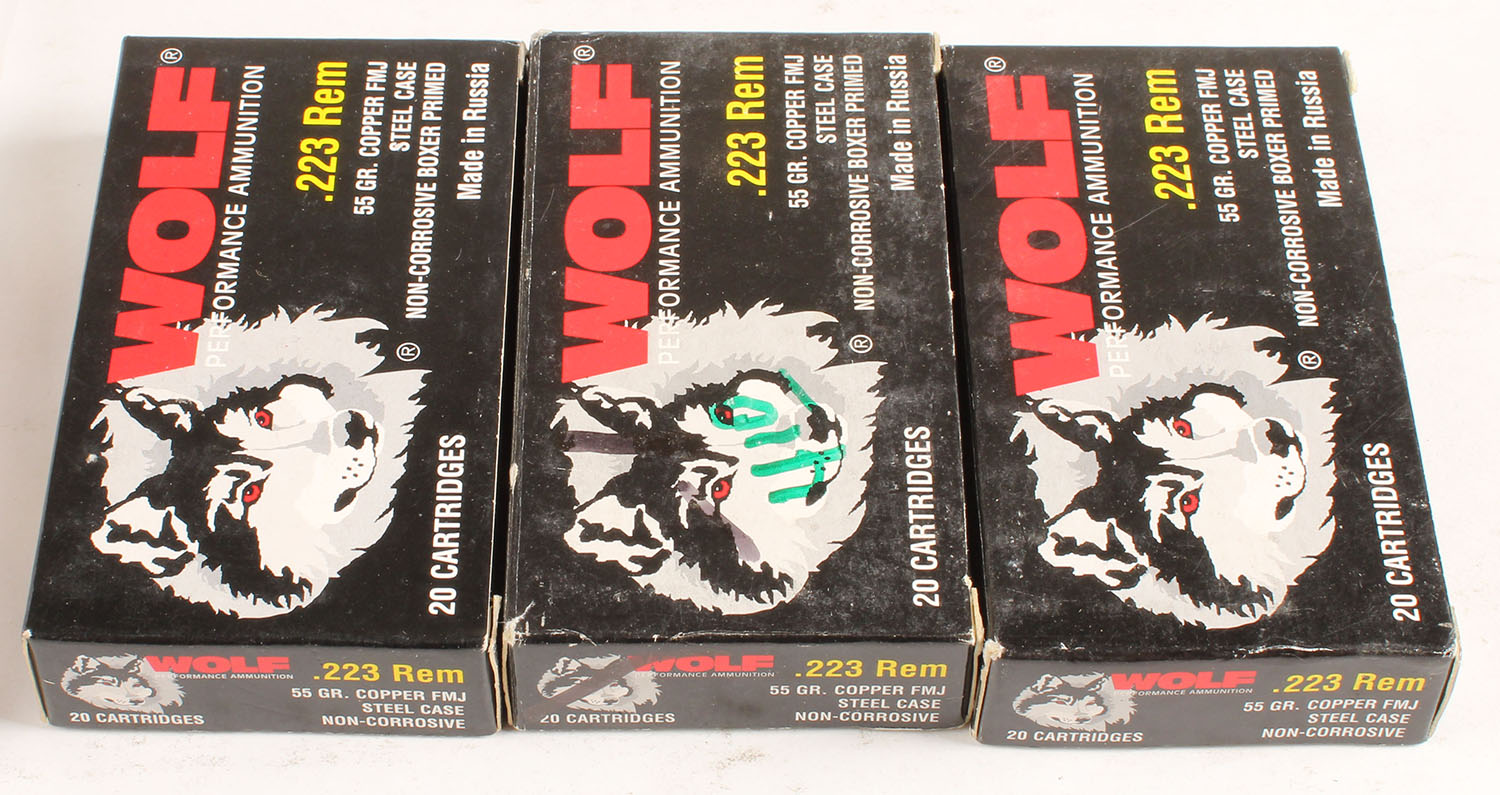 WOLF®
PERFORMANCE AMMUNITION
.223 Rem
55 GR. COPPER FMJ
STEEL CASE
NON-CORROSIVE BOXER PRIMED
Made in Russia
®
20 CARTRIDGES
WOLF
PERFORMANCE AMMUNITION
.223 Rem
55 GR. COPPER FMJ
STEEL CASE
NON-CORROSIVE
20 CARTRIDGES
WOLF®
PERFORMANCE AMMUNITION
.223 Rem
55 GR. COPPER FMJ
STEEL CASE
NON-CORROSIVE BOXER PRIMED
Made in Russia
®
20 CARTRIDGES
WOLF
PERFORMANCE AMMUNITION
.223 Rem
55 GR. COPPER FMJ
STEEL CASE
NON-CORROSIVE
20 CARTRIDGES
WOLF®
PERFORMANCE AMMUNITION
.223 Rem
55 GR. COPPER FMJ
STEEL CASE
NON-CORROSIVE BOXER PRIMED
Made in Russia
®
20 CARTRIDGES
WOLF
PERFORMANCE AMMUNITION
.223 Rem
55 GR. COPPER FMJ
STEEL CASE
NON-CORROSIVE
20 CARTRIDGES